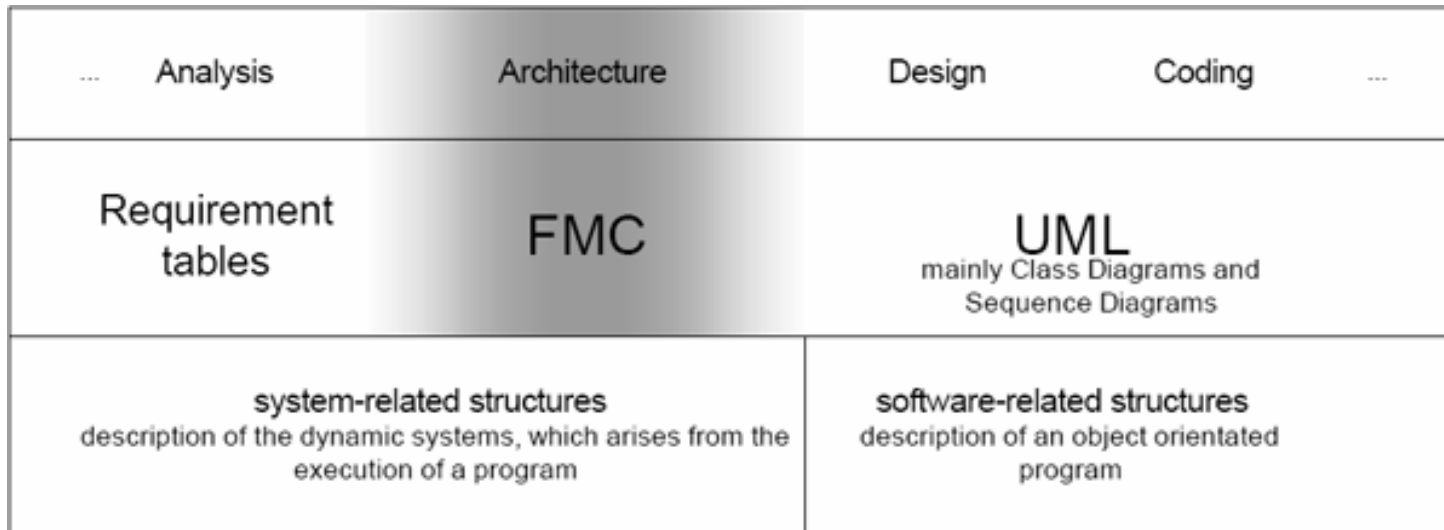 ... Analysis Architecture Design Coding ...
Requirement
tables
FMC
UML
mainly Class Diagrams and
Sequence Diagrams
system-related structures
description of the dynamic systems, which arises from the
execution of a program
software-related structures
description of an object orientated
program